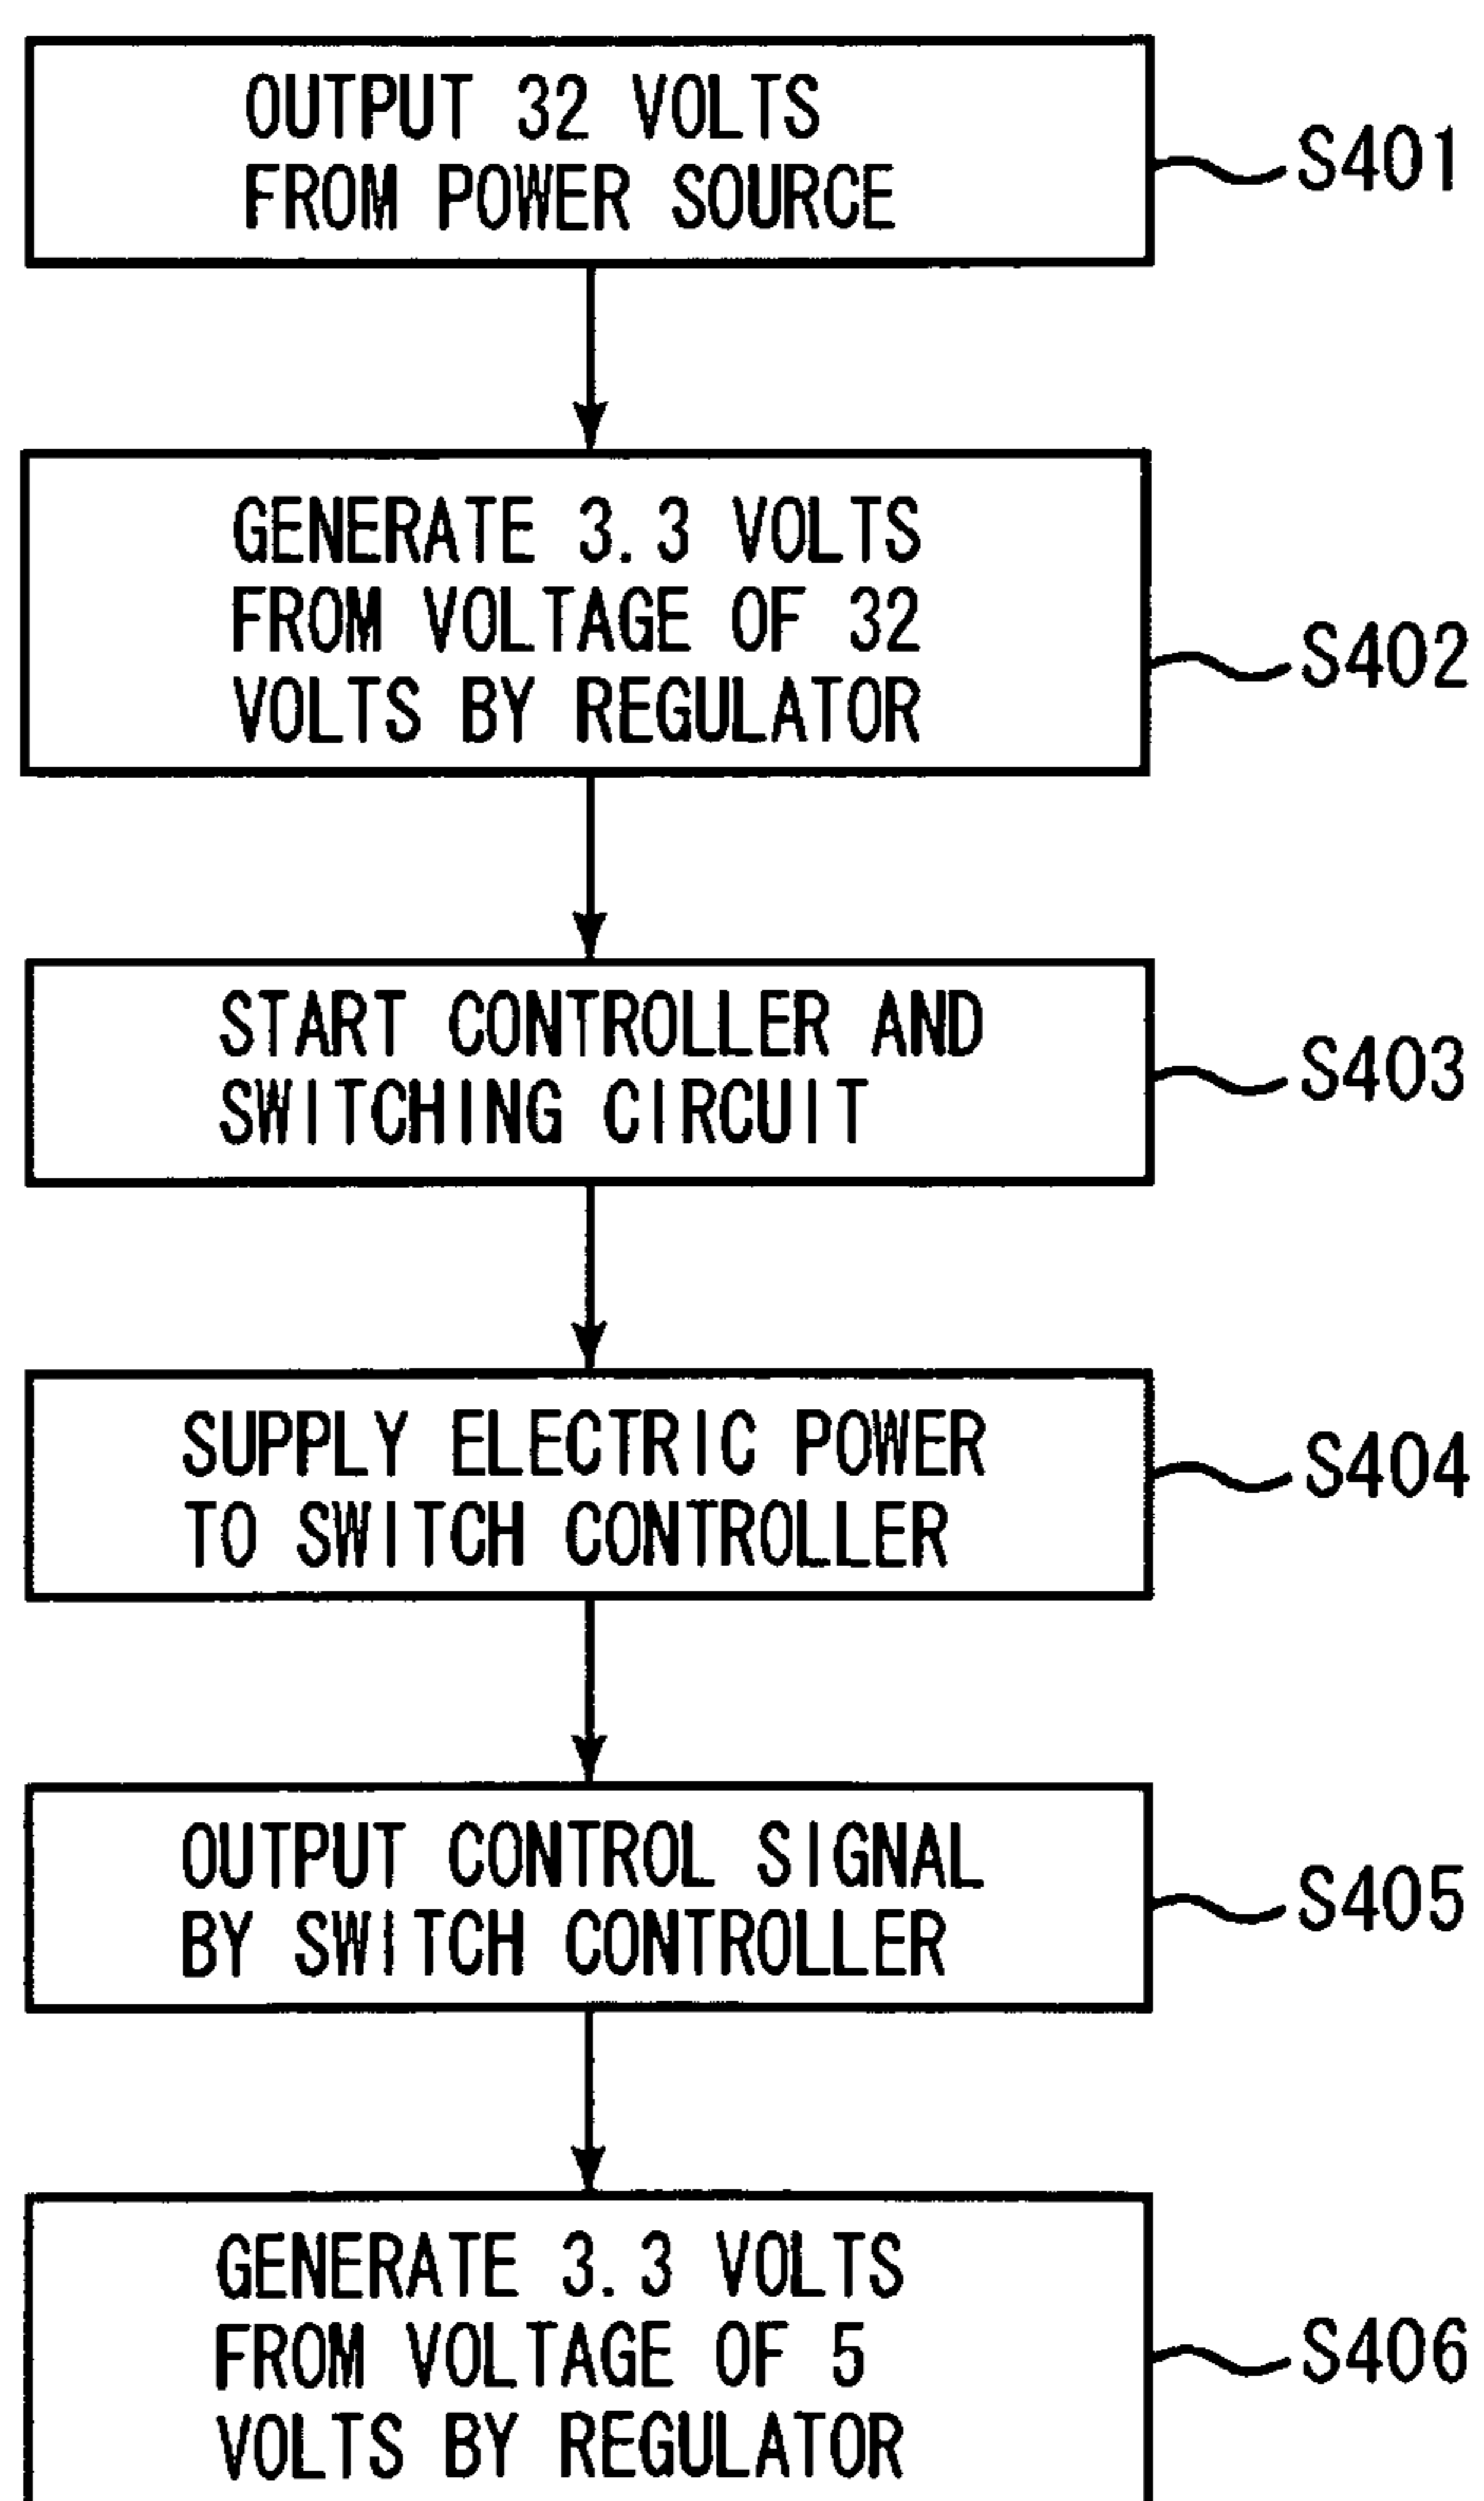 OUTPUT 32 VOLTS
FROM POWER SOURCE
S401
GENERATE 3.3 VOLTS
FROM VOLTAGE OF 32
VOLTS BY REGULATOR
S402
START CONTROLLER AND
SWITCHING CIRCUIT
S403
SUPPLY ELECTRIC POWER
TO SWITCH CONTROLLER
S404
OUTPUT CONTROL SIGNAL
BY SWITCH CONTROLLER
S405
GENERATE 3.3 VOLTS
FROM VOLTAGE OF 5
VOLTS BY REGULATOR
S406